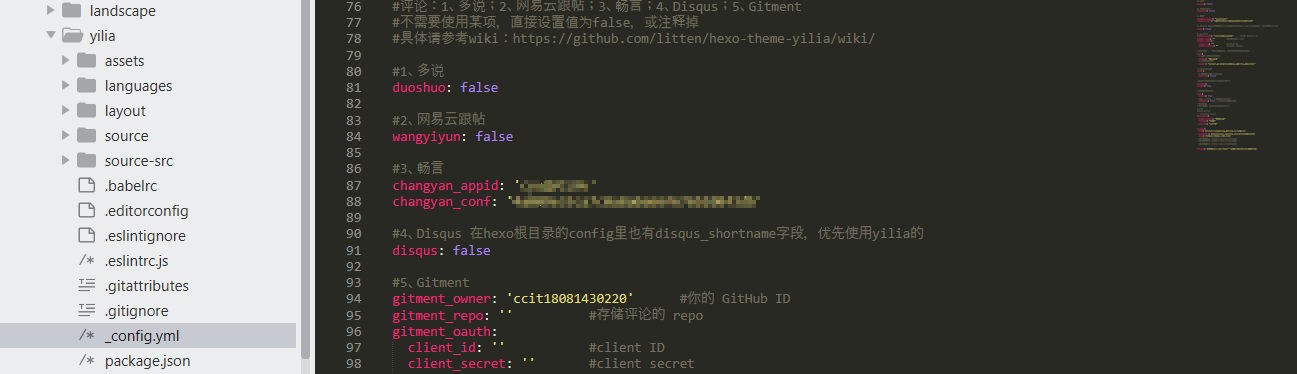 landscape
yilia
assets
languages
layout
source
source-src
.babelrc
.editorconfig
.eslintignore
.eslintrc.js
.gitattributes
.gitignore
_config.yml
package.json
76 #评论：1、多说；2、网易云跟帖；3、畅言；4、Disqus；5、Gitment
77 #不需要使用某项，直接设置值为false，或注释掉
78 #具体请参考wiki：https://github.com/litten/hexo-theme-yilia/wiki/
79
80 #1、多说
81 duoshuo: false
82
83 #2、网易云跟帖
84 wangyiyun: false
85
86 #3、畅言
87 changyan_appid: '
88 changyan_conf: '
89
90 #4、Disqus 在hexo根目录的config里也有disqus_shortname字段，优先使用yilia的
91 disqus: false
92
93 #5、Gitment
94 gitment_owner: 'ccit18081430220' #你的 GitHub ID
95 gitment_repo: '' #存储评论的 repo
96 gitment_oauth:
97 client_id: '' #client ID
98 client_secret: '' #client secret